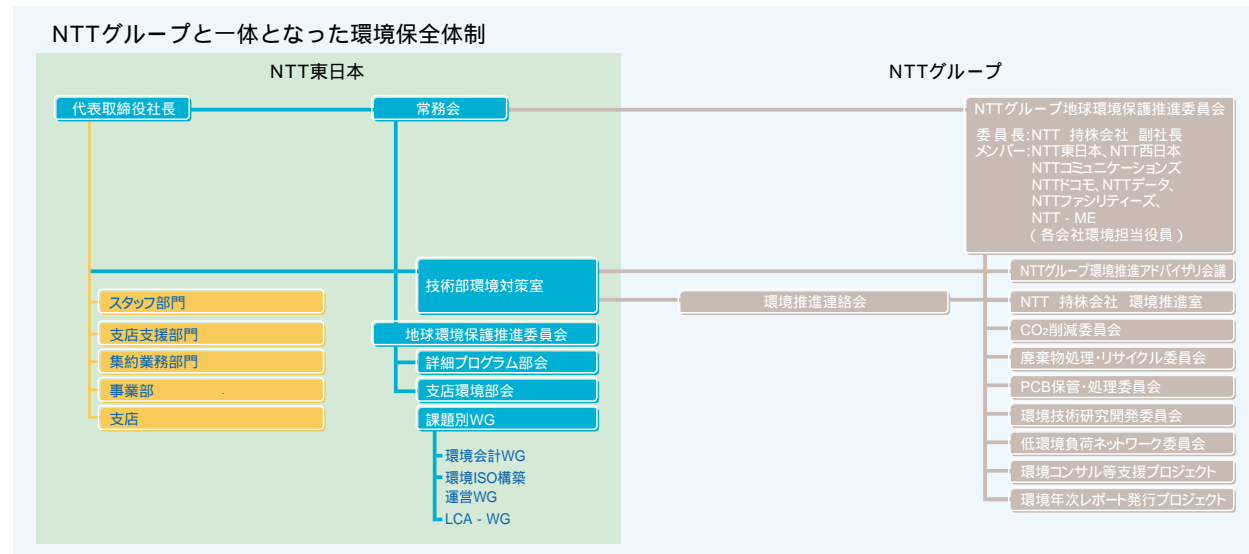 NTTグループと一体となった環境保全体制
NTT東日本
NTTグループ
代表取締役社長
常務会
NTTグループ地球環境保護推進委員会
委員長:NTT 持株会社 副社長
メンバー:NTT東日本、NTT西日本
NTTコミュニケーションズ
NTTドコモ、NTTデータ、
NTTファシリティーズ、
NTT - ME
(各会社環境担当役員)
技術部環境対策室
NTTグループ環境推進アドバイザリ会議
スタッフ部門
環境推進連絡会
NTT 持株会社 環境推進室
支店支援部門
地球環境保護推進委員会
CO₂削減委員会
集約業務部門
詳細プログラム部会
廃棄物処理・リサイクル委員会
事業部
支店環境部会
PCB保管・処理委員会
支店
課題別WG
環境技術研究開発委員会
環境会計WG
低環境負荷ネットワーク委員会
環境ISO構築
運営WG
環境コンサル等支援プロジェクト
LCA - WG
環境年次レポート発行プロジェクト